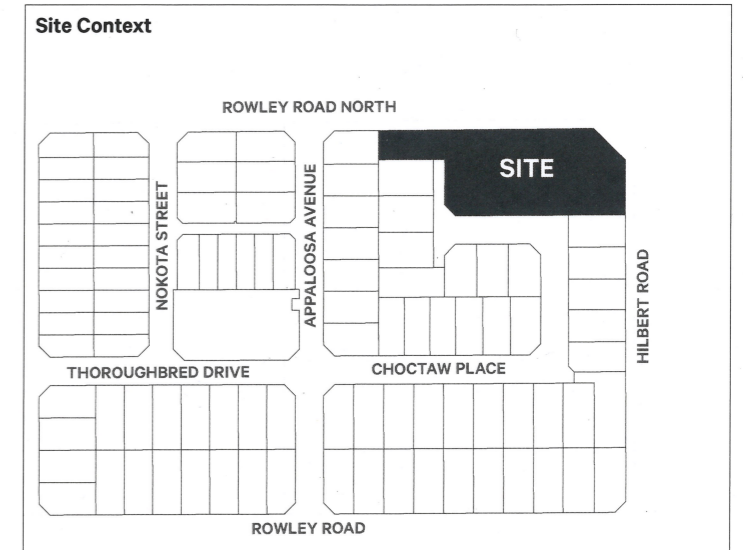 Site Context
ROWLEY ROAD NORTH
SITE
NOKOTA STREET
APPALOOSA AVENUE
HILBERT ROAD
THOROUGHBRED DRIVE
CHOCTAW PLACE
ROWLEY ROAD